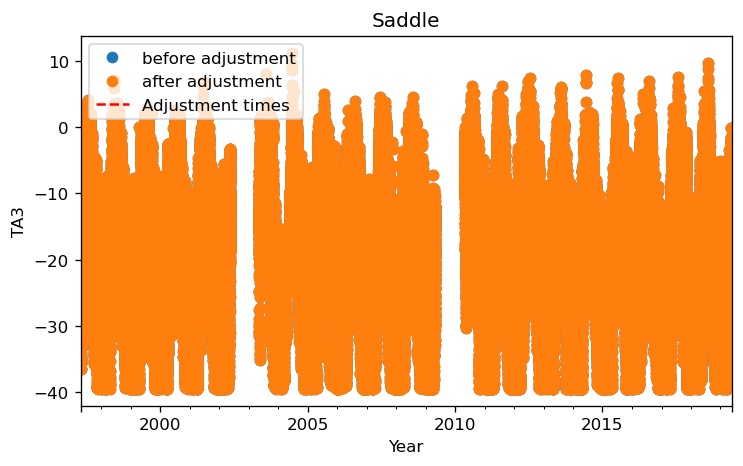 Saddle
before adjustment
after adjustment
Adjustment times
TA3
10
0
−10
−20
−30
−40
2000 2005 2010 2015
Year